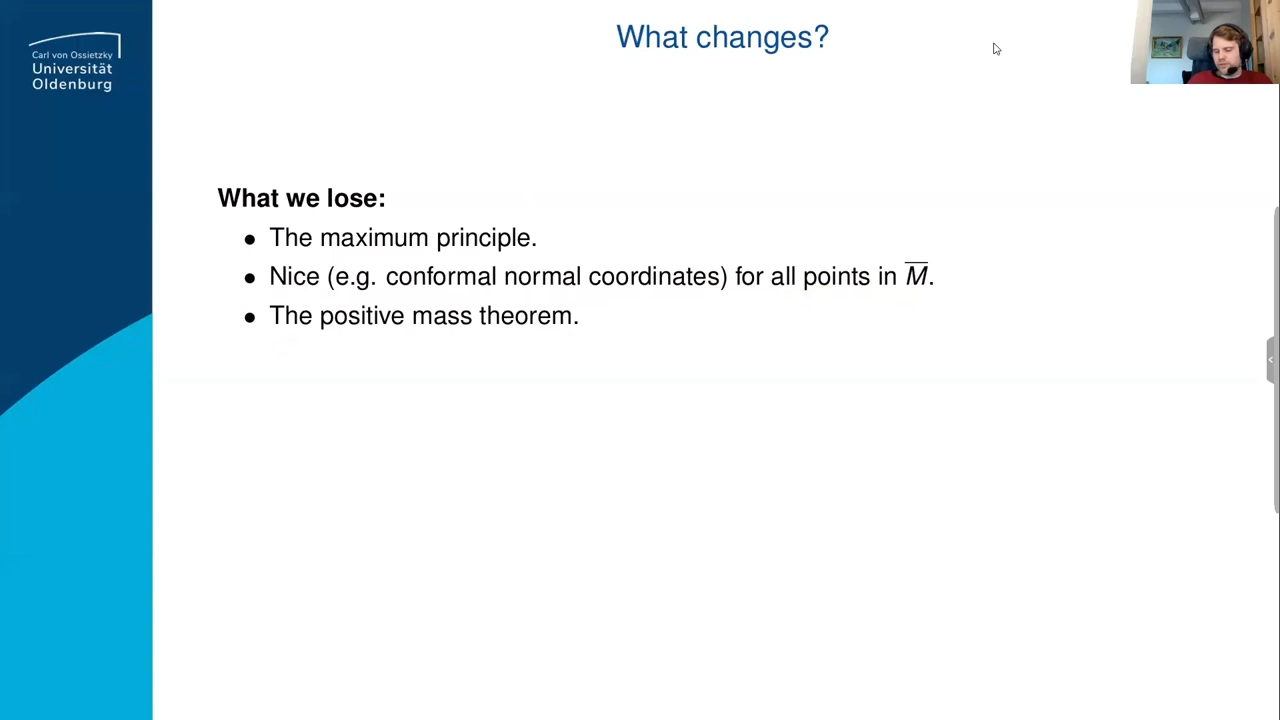 Carl von Ossietzky
Universität
Oldenburg
What changes?
What we lose:
• The maximum principle.
• Nice (e.g. conformal normal coordinates) for all points in M̅.
• The positive mass theorem.